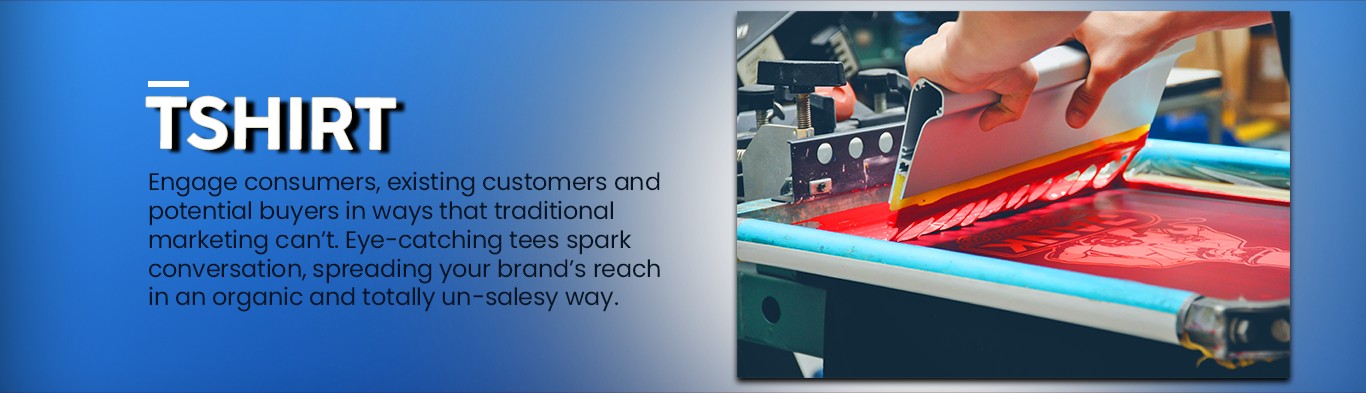 TSHIRT
Engage consumers, existing customers and
potential buyers in ways that traditional
marketing can't. Eye-catching tees spark
conversation, spreading your brand's reach
in an organic and totally un-salesy way.